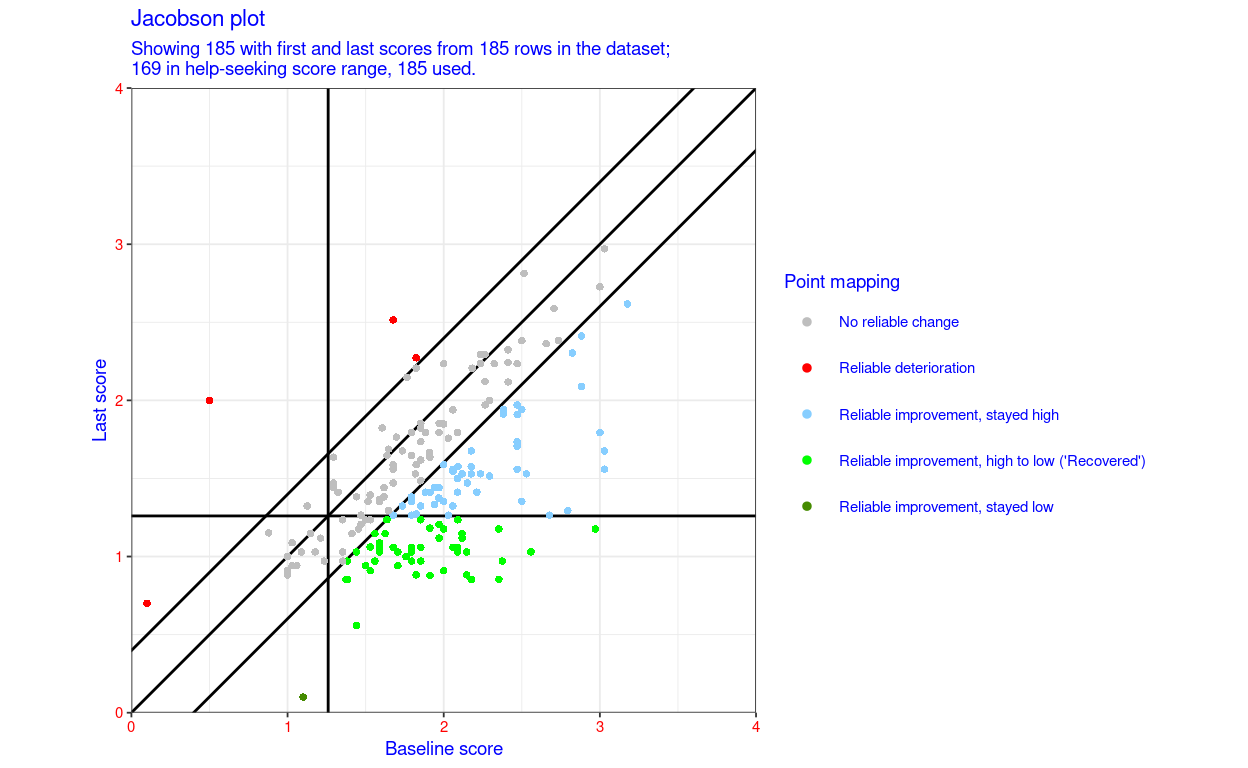 Jacobson plot
Showing 185 with first and last scores from 185 rows in the dataset;
169 in help-seeking score range, 185 used.
4
3
2
1
0
Last score
0 1 2 3 4
Baseline score
Point mapping
No reliable change
Reliable deterioration
Reliable improvement, stayed high
Reliable improvement, high to low ('Recovered')
Reliable improvement, stayed low